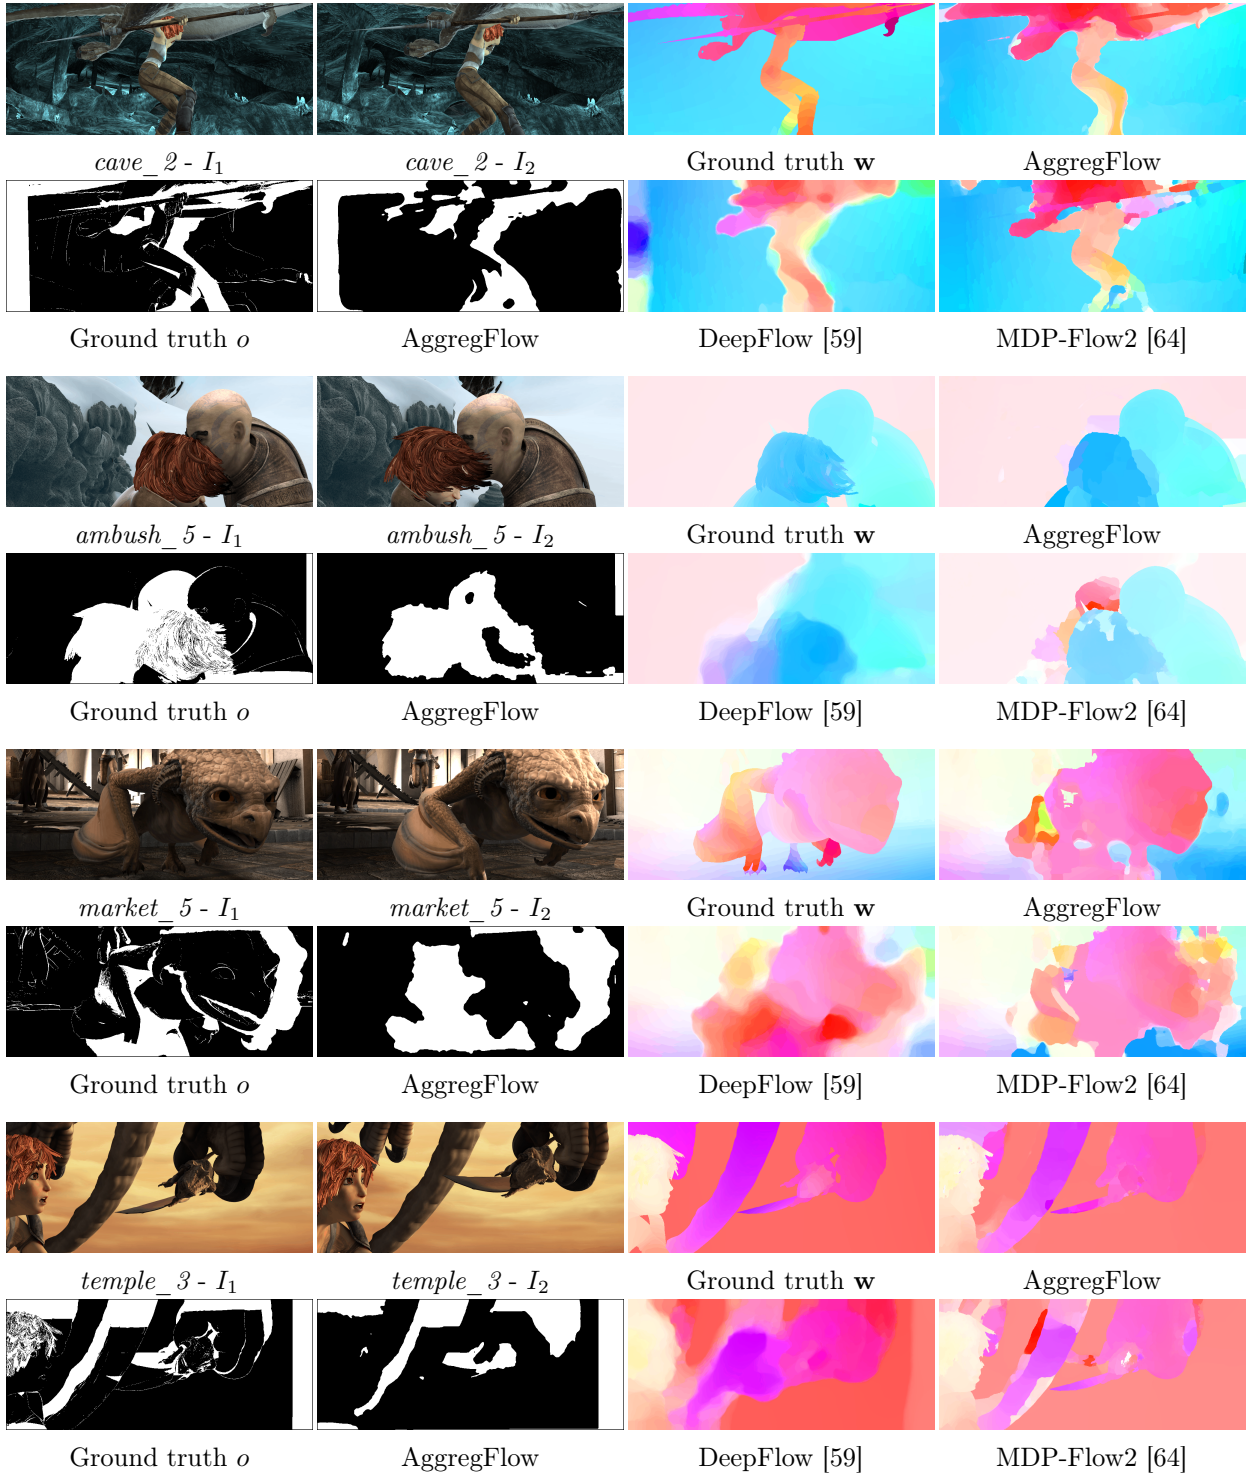 cave_2 - I₁ cave_2 - I₂ Ground truth w AggregFlow
Ground truth o AggregFlow DeepFlow [59] MDP-Flow2 [64]
ambush_5 - I₁ ambush_5 - I₂ Ground truth w AggregFlow
Ground truth o AggregFlow DeepFlow [59] MDP-Flow2 [64]
market_5 - I₁ market_5 - I₂ Ground truth w AggregFlow
Ground truth o AggregFlow DeepFlow [59] MDP-Flow2 [64]
temple_3 - I₁ temple_3 - I₂ Ground truth w AggregFlow
Ground truth o AggregFlow DeepFlow [59] MDP-Flow2 [64]